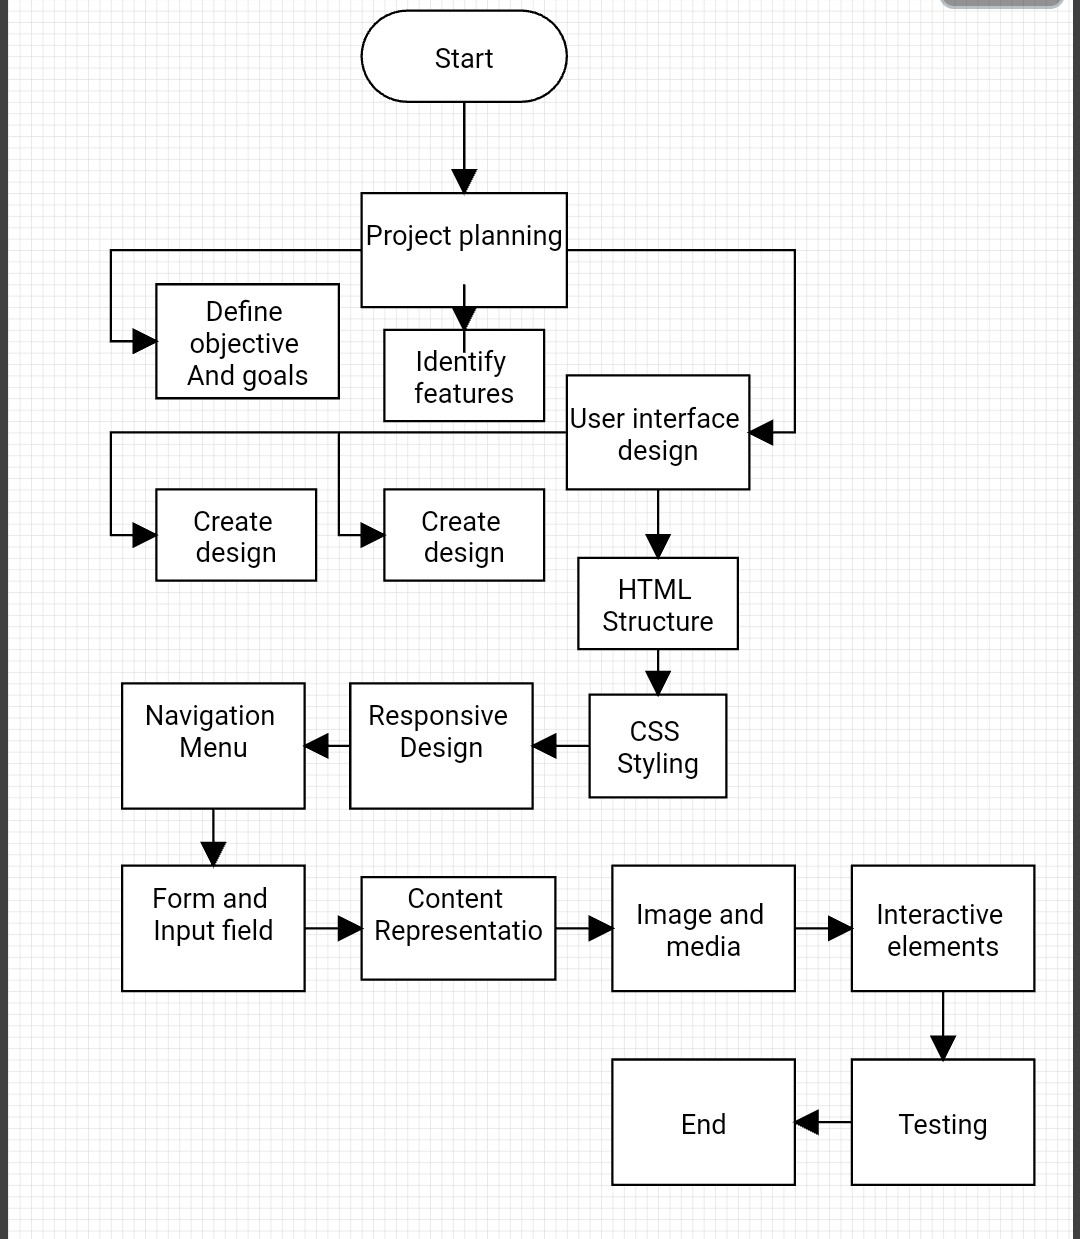 Start
Project planning
Define
objective
And goals
Identify
features
User interface
design
Create
design
Create
design
HTML
Structure
CSS
Styling
Responsive
Design
Navigation
Menu
Form and
Input field
Content
Representatio
Image and
media
Interactive
elements
Testing
End